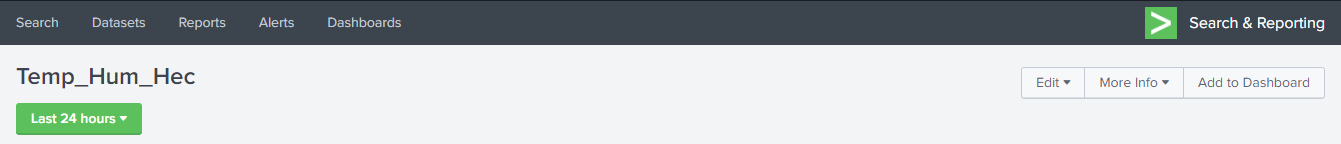 Search Datasets Reports Alerts Dashboards Search & Reporting
Temp_Hum_Hec
Edit More Info Add to Dashboard
Last 24 hours